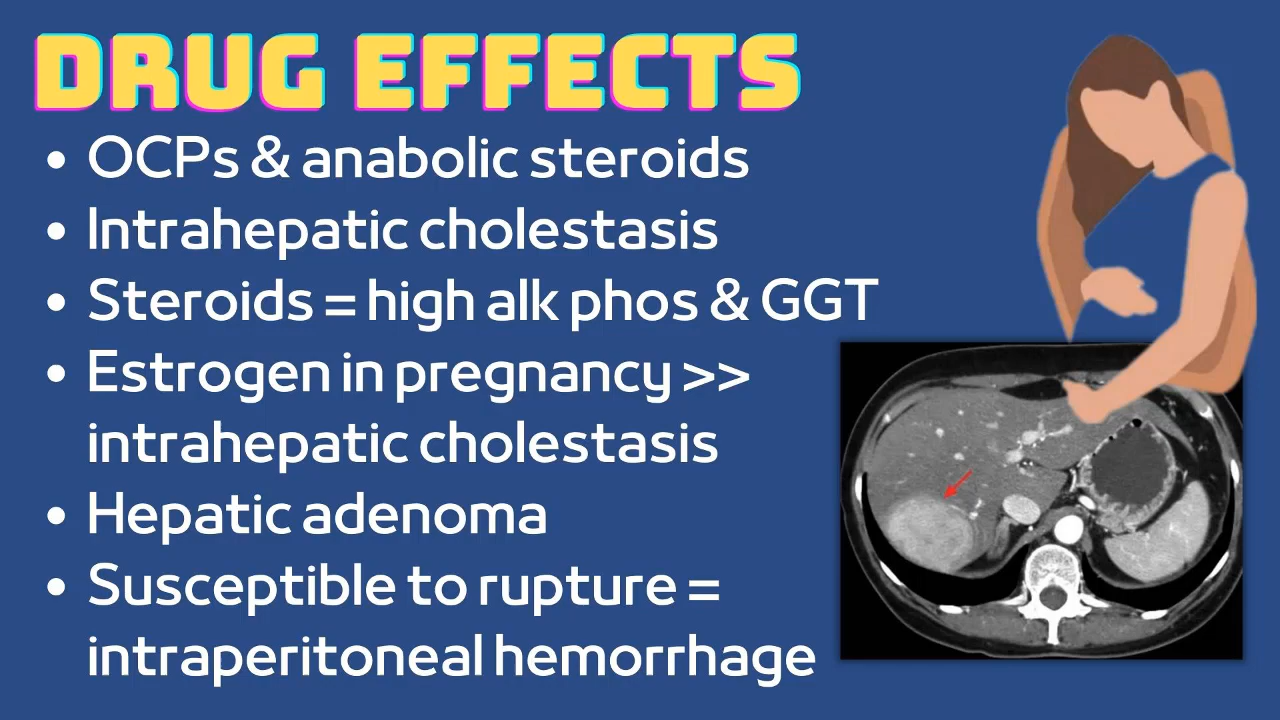 DRUG EFFECTS
• OCPs & anabolic steroids
• Intrahepatic cholestasis
• Steroids = high alk phos & GGT
• Estrogen in pregnancy >>
intrahepatic cholestasis
• Hepatic adenoma
• Susceptible to rupture =
intraperitoneal hemorrhage